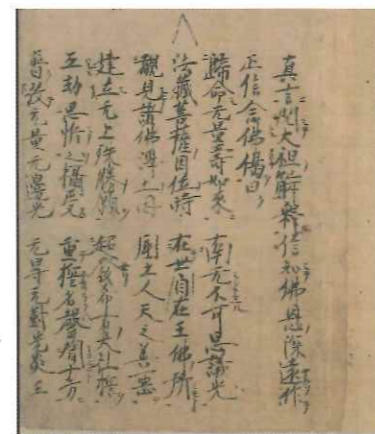 真言閲大祖解釋信知佛恩深遠作
正信念佛偈曰
歸命无量壽如來 南无不可思議光
法藏菩薩因位時 在世自在王佛所
覩見諸佛淨土因 國土人天之善惡
建立无上殊勝願 超發希有大弘誓
五劫思惟之攝受 重誓名聲聞十方
普放无量无邊光 无㝵无對光炎王